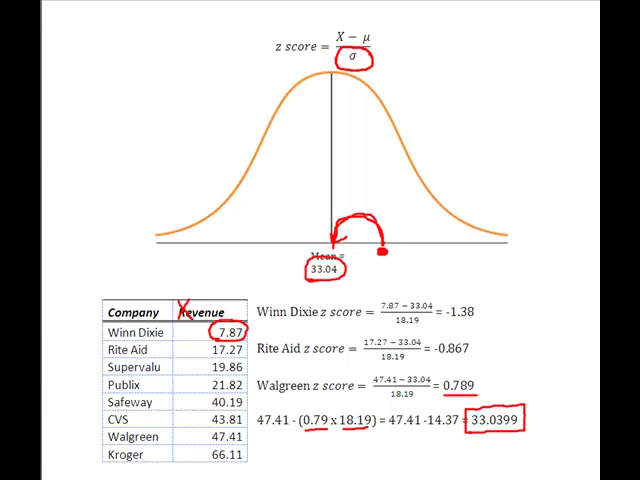 z score = X − μ / σ
Mean =
33.04
Company Revenue
X
Winn Dixie 7.87
Rite Aid 17.27
Supervalu 19.86
Publix 21.82
Safeway 40.19
CVS 43.81
Walgreen 47.41
Kroger 66.11
Winn Dixie z score = 7.87 − 33.04 / 18.19 = -1.38
Rite Aid z score = 17.27 − 33.04 / 18.19 = -0.867
Walgreen z score = 47.41 − 33.04 / 18.19 = 0.789
47.41 - (0.79 x 18.19) = 47.41 -14.37 = 33.0399